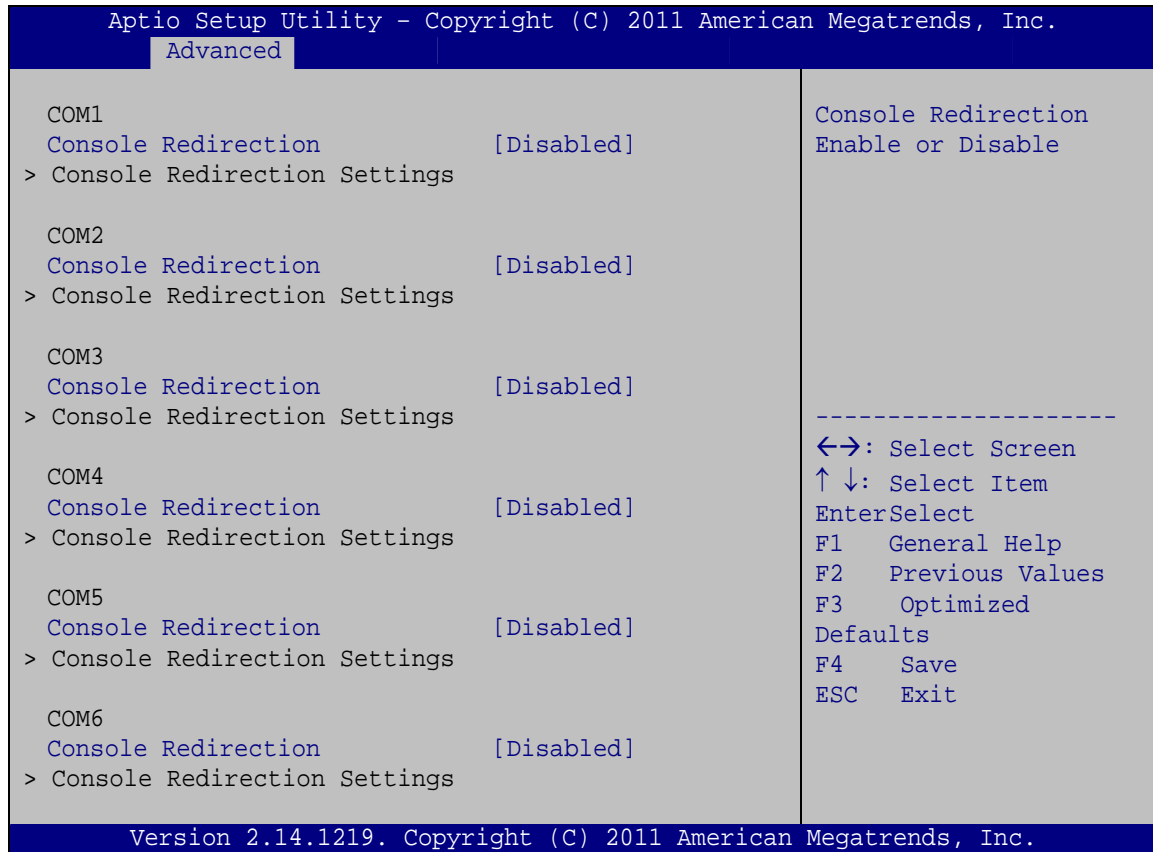 Aptio Setup Utility – Copyright (C) 2011 American Megatrends, Inc.
Advanced
COM1
Console Redirection [Disabled]
> Console Redirection Settings
COM2
Console Redirection [Disabled]
> Console Redirection Settings
COM3
Console Redirection [Disabled]
> Console Redirection Settings
COM4
Console Redirection [Disabled]
> Console Redirection Settings
COM5
Console Redirection [Disabled]
> Console Redirection Settings
COM6
Console Redirection [Disabled]
> Console Redirection Settings
Console Redirection
Enable or Disable
---------------------
←→: Select Screen
↑ ↓: Select Item
EnterSelect
F1 General Help
F2 Previous Values
F3 Optimized
Defaults
F4 Save
ESC Exit
Version 2.14.1219. Copyright (C) 2011 American Megatrends, Inc.